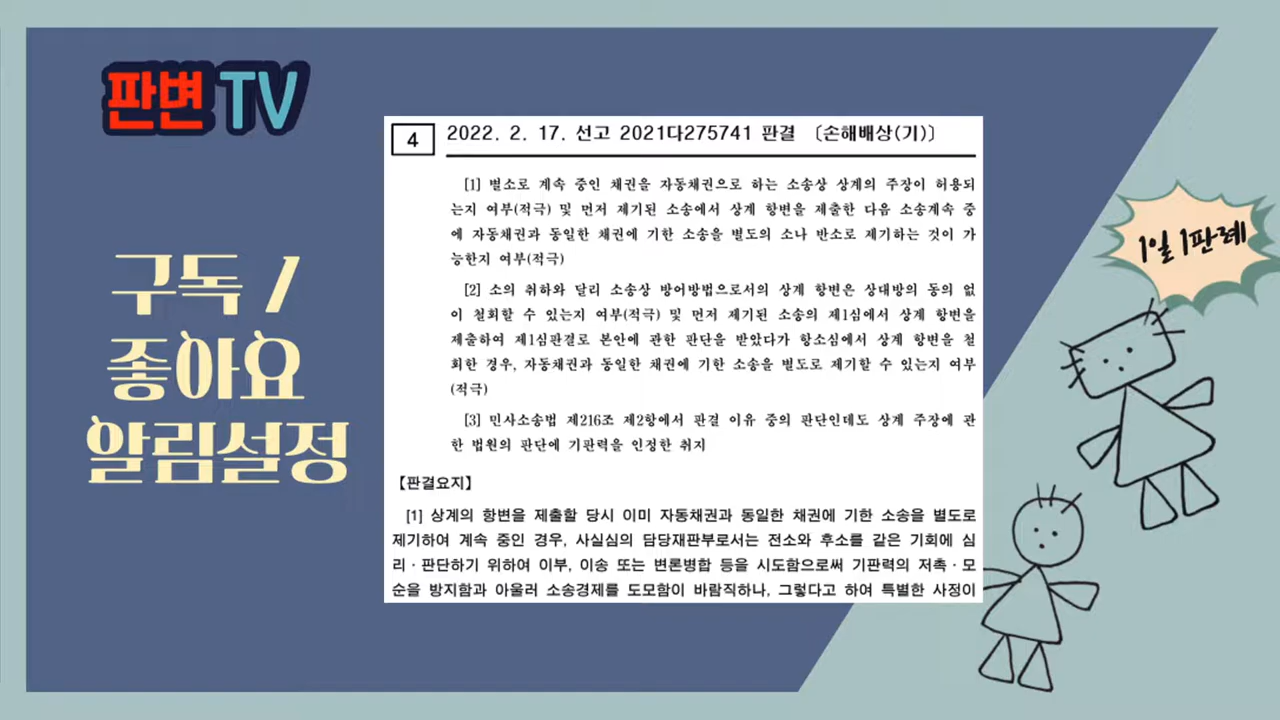 판변 TV
구독 /
좋아요
알림설정
4
2022. 2. 17. 선고 2021다275741 판결 〔손해배상(기)〕
[1] 별소로 계속 중인 채권을 자동채권으로 하는 소송상 상계의 주장이 허용되
는지 여부(적극) 및 먼저 제기된 소송에서 상계 항변을 제출한 다음 소송계속 중
에 자동채권과 동일한 채권에 기한 소송을 별도의 소나 반소로 제기하는 것이 가
능한지 여부(적극)
[2] 소의 취하와 달리 소송상 방어방법으로서의 상계 항변은 상대방의 동의 없
이 철회할 수 있는지 여부(적극) 및 먼저 제기된 소송의 제1심에서 상계 항변을
제출하여 제1심판결로 본안에 관한 판단을 받았다가 항소심에서 상계 항변을 철
회한 경우, 자동채권과 동일한 채권에 기한 소송을 별도로 제기할 수 있는지 여부
(적극)
[3] 민사소송법 제216조 제2항에서 판결 이유 중의 판단인데도 상계 주장에 관
한 법원의 판단에 기판력을 인정한 취지
【판결요지】
[1] 상계의 항변을 제출할 당시 이미 자동채권과 동일한 채권에 기한 소송을 별도로
제기하여 계속 중인 경우, 사실심의 담당재판부로서는 전소와 후소를 같은 기회에 심
리·판단하기 위하여 이부, 이송 또는 변론병합 등을 시도함으로써 기판력의 저촉·모
순을 방지함과 아울러 소송경제를 도모함이 바람직하나, 그렇다고 하여 특별한 사정이
1일 1판례